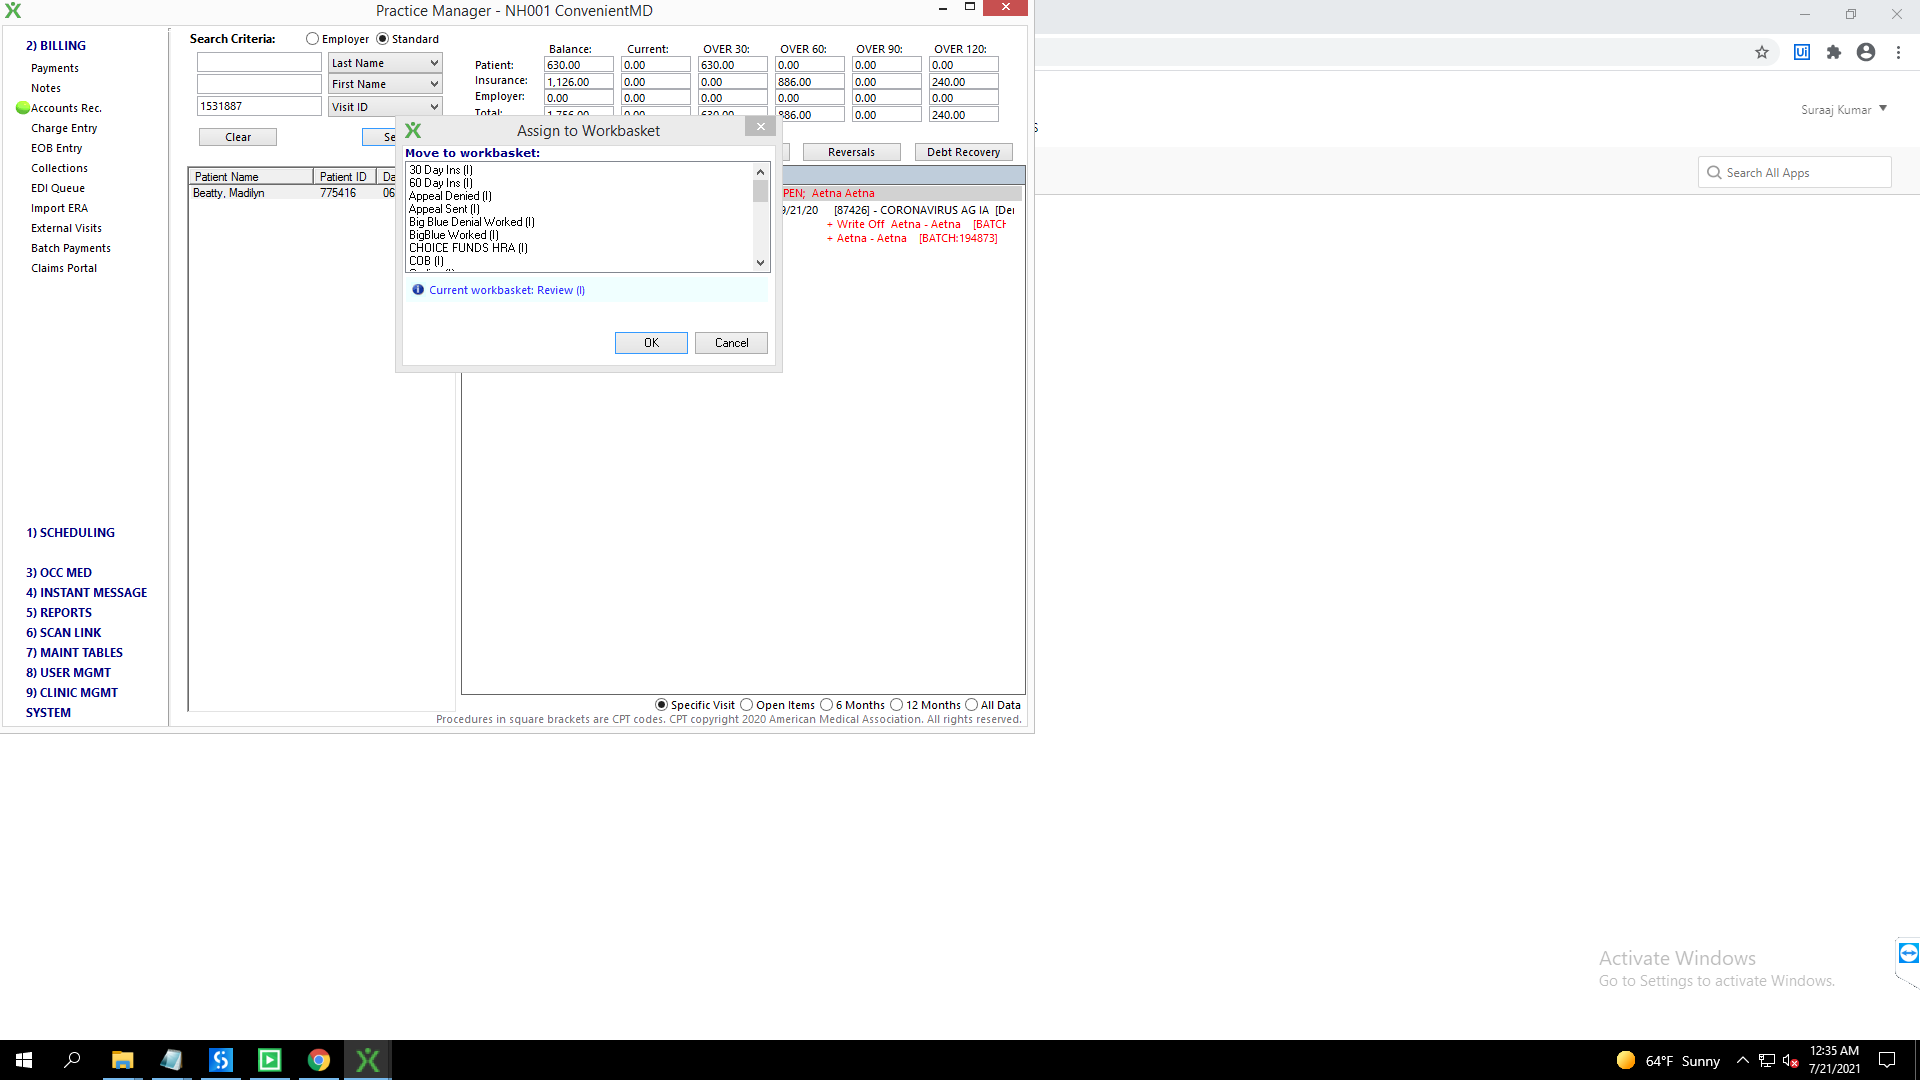 Practice Manager - NH001 ConvenientMD
2) BILLING
Payments
Notes
Accounts Rec.
Charge Entry
EOB Entry
Collections
EDI Queue
Import ERA
External Visits
Batch Payments
Claims Portal
1) SCHEDULING
3) OCC MED
4) INSTANT MESSAGE
5) REPORTS
6) SCAN LINK
7) MAINT TABLES
8) USER MGMT
9) CLINIC MGMT
SYSTEM
Search Criteria: Employer Standard
Last Name
First Name
1531887 Visit ID
Clear Se
Balance: Current: OVER 30: OVER 60: OVER 90: OVER 120:
Patient: 630.00 0.00 630.00 0.00 0.00 0.00
Insurance: 1,126.00 0.00 0.00 886.00 0.00 240.00
Employer: 0.00 0.00 0.00 0.00 0.00 0.00
Total: 1,756.00 0.00 630.00 886.00 0.00 240.00
Reversals Debt Recovery
Patient Name Patient ID Da
Beatty, Madilyn 775416 06
Assign to Workbasket
Move to workbasket:
30 Day Ins (I)
60 Day Ins (I)
Appeal Denied (I)
Appeal Sent (I)
Big Blue Denial Worked (I)
BigBlue Worked (I)
CHOICE FUNDS HRA (I)
COB (I)
Current workbasket: Review (I)
OK Cancel
PEN; Aetna Aetna
9/21/20 [87426] - CORONAVIRUS AG IA [Der
+ Write Off Aetna - Aetna [BATCH
+ Aetna - Aetna [BATCH:194873]
Specific Visit Open Items 6 Months 12 Months All Data
Procedures in square brackets are CPT codes. CPT copyright 2020 American Medical Association. All rights reserved.
Suraaj Kumar
S
Search All Apps
Activate Windows
Go to Settings to activate Windows.
64°F Sunny
12:35 AM
7/21/2021